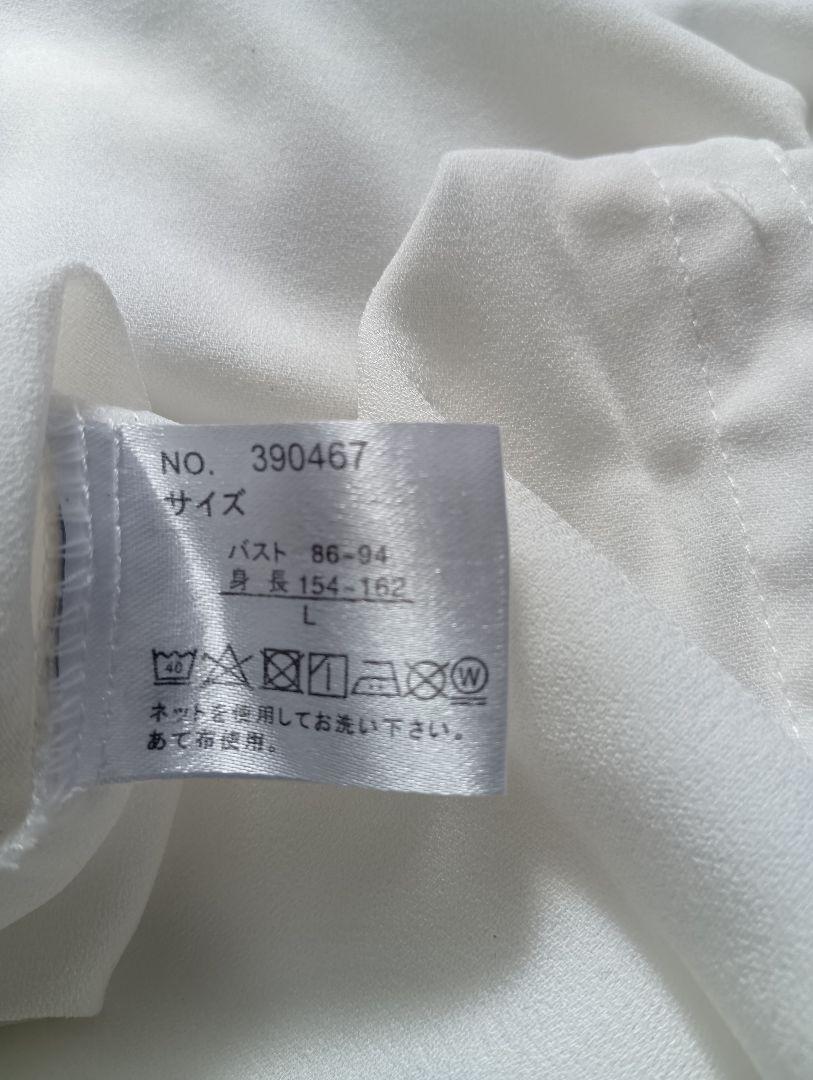 NO. 390467
サイズ
バスト 86-94
身長 154-162
L
40 W
ネットを使用してお洗い下さい。
あて布使用。